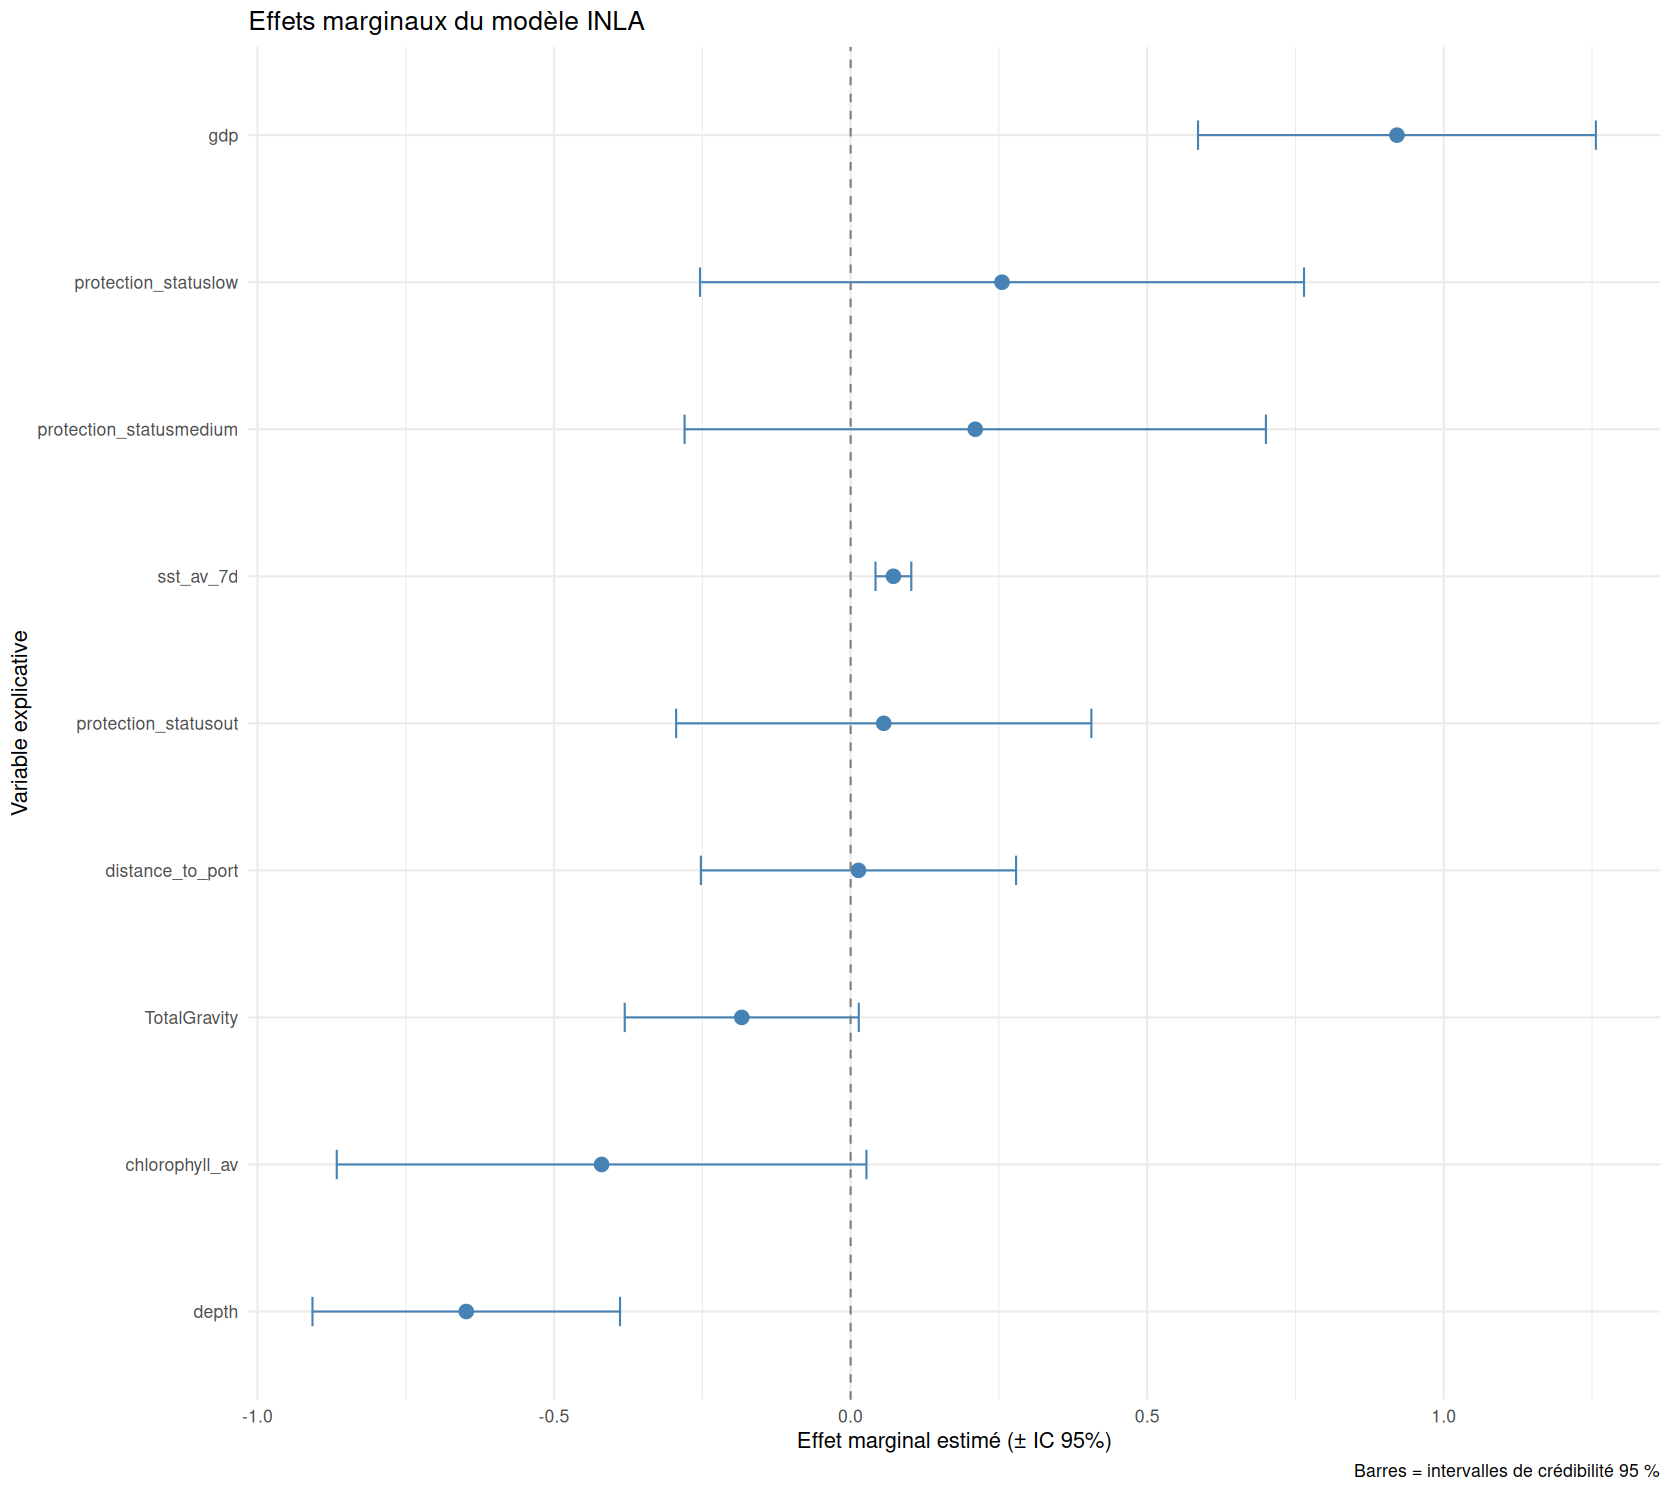 Effets marginaux du modèle INLA
Variable explicative
gdp
protection_statuslow
protection_statusmedium
sst_av_7d
protection_statusout
distance_to_port
TotalGravity
chlorophyll_av
depth
-1.0 -0.5 0.0 0.5 1.0
Effet marginal estimé (± IC 95%)
Barres = intervalles de crédibilité 95 %